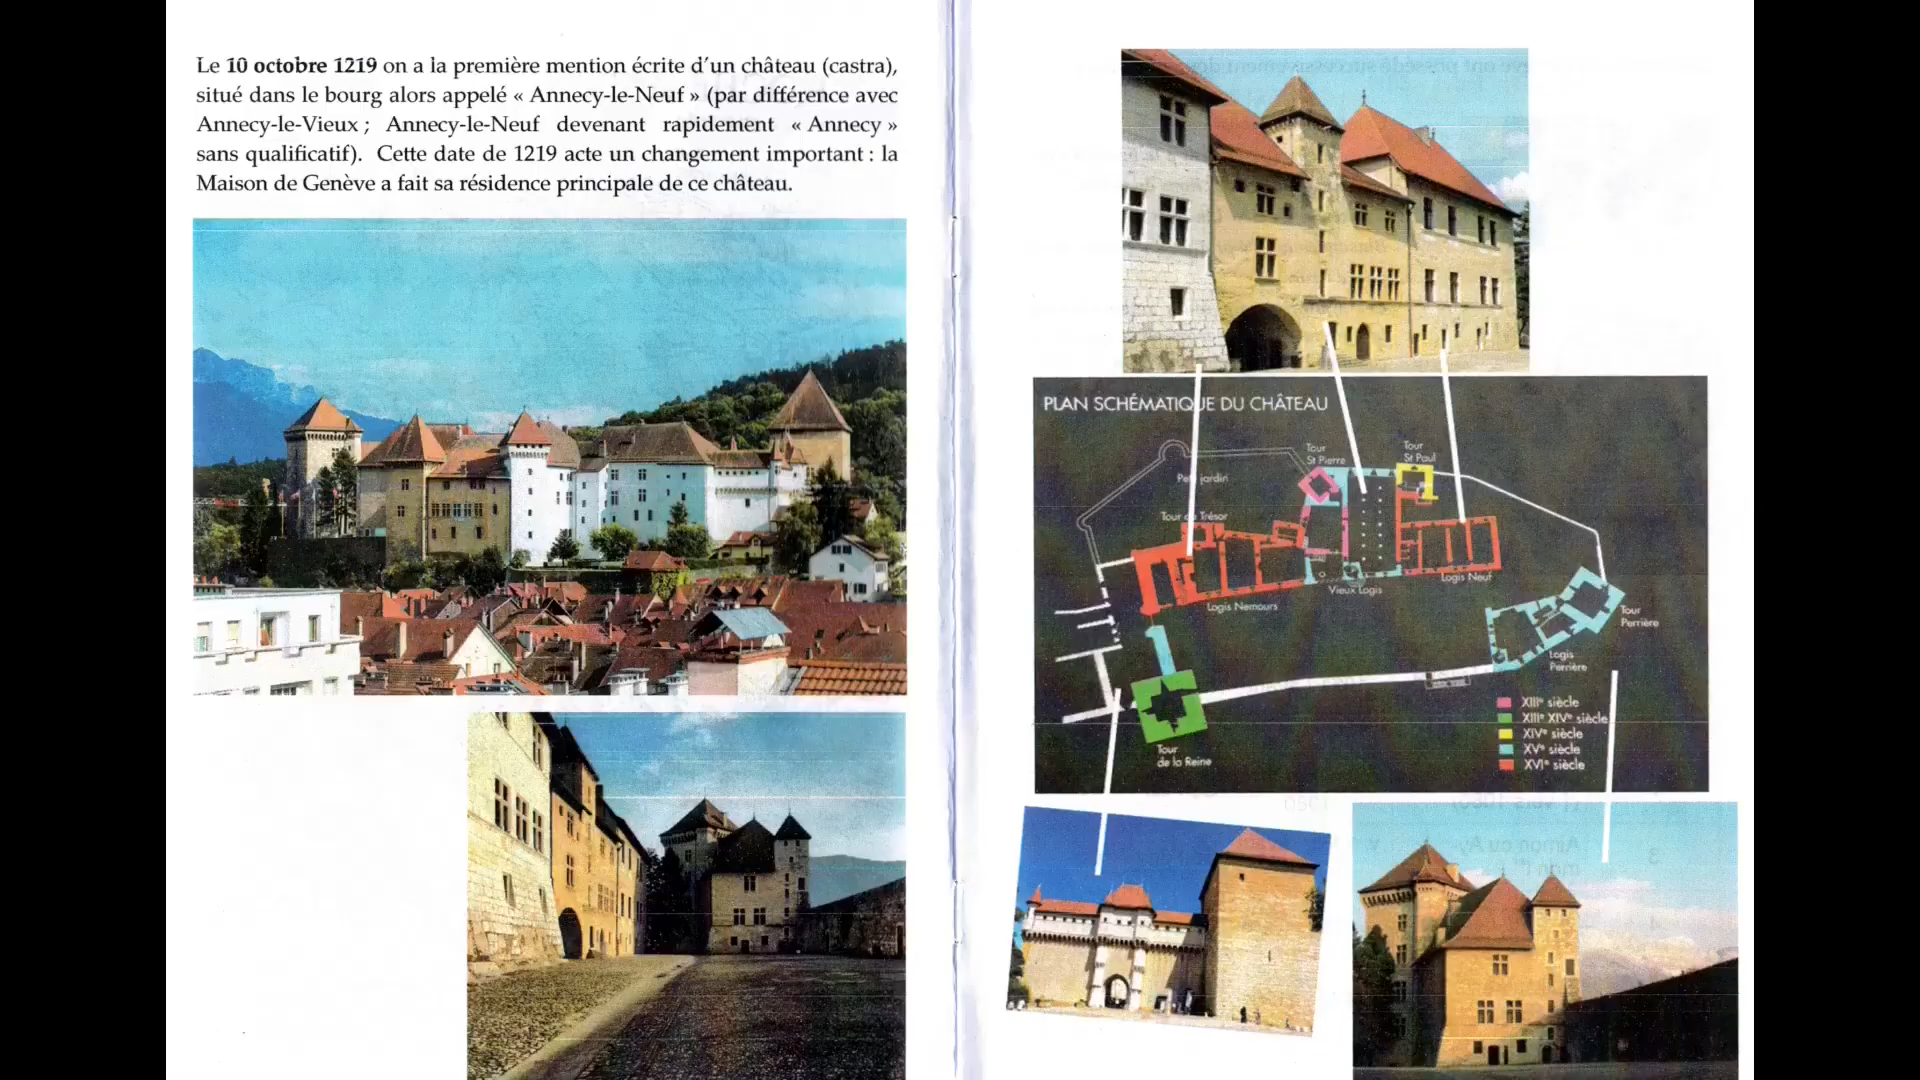 Le 10 octobre 1219 on a la première mention écrite d'un château (castra),
situé dans le bourg alors appelé « Annecy-le-Neuf » (par différence avec
Annecy-le-Vieux ; Annecy-le-Neuf devenant rapidement « Annecy »
sans qualificatif). Cette date de 1219 acte un changement important : la
Maison de Genève a fait sa résidence principale de ce château.
PLAN SCHÉMATIQUE DU CHÂTEAU
Tour
St Pierre
Tour
St Paul
Petit jardin
Tour du Trésor
Logis Nemours
Vieux Logis
Logis Neuf
Tour
Perrière
Logis
Perrière
Tour
de la Reine
XIIIe siècle
XIIIe XIVe siècle
XIVe siècle
XVe siècle
XVIe siècle